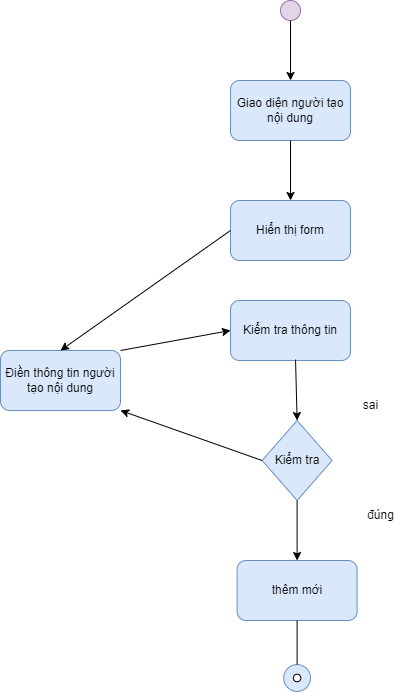 Giao diện người tạo
nội dung
Hiển thị form
Kiểm tra thông tin
Điền thông tin người
tạo nội dung
sai
Kiểm tra
đúng
thêm mới